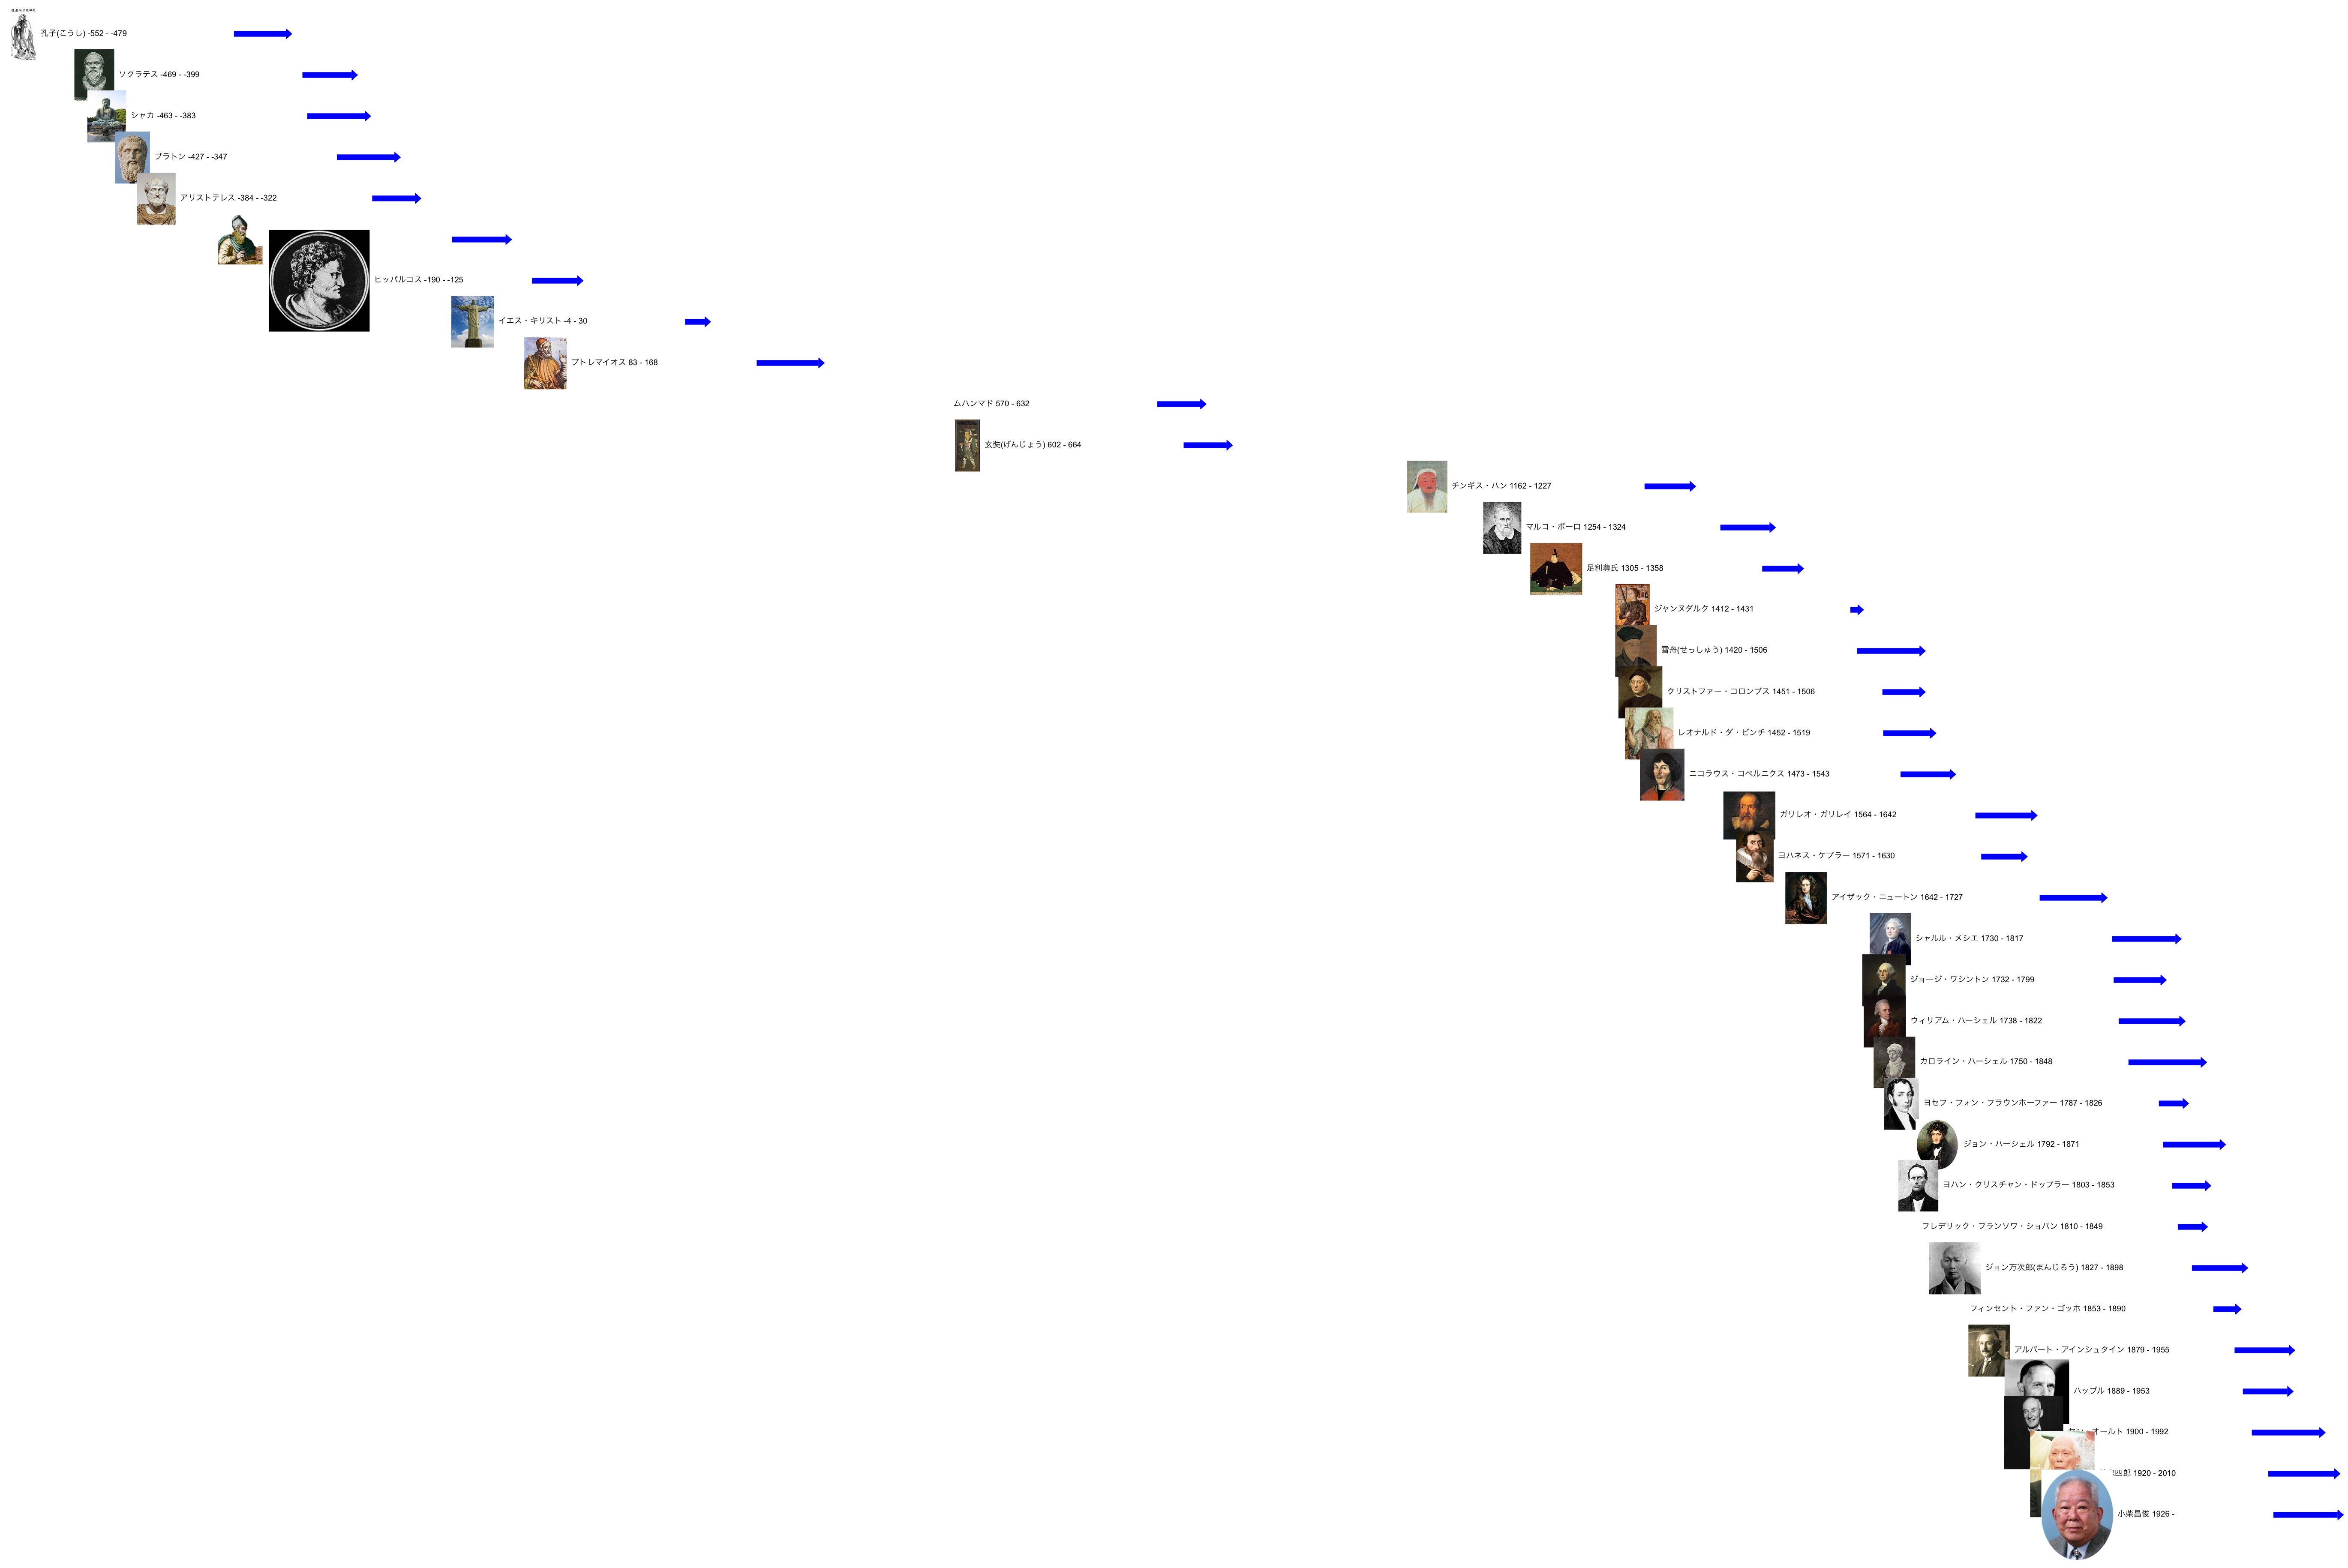 孔子(こうし) -552 - -479
ソクラテス -469 - -399
シャカ -463 - -383
プラトン -427 - -347
アリストテレス -384 - -322
ヒッパルコス -190 - -125
イエス・キリスト -4 - 30
プトレマイオス 83 - 168
ムハンマド 570 - 632
玄奘(げんじょう) 602 - 664
チンギス・ハン 1162 - 1227
マルコ・ポーロ 1254 - 1324
足利尊氏 1305 - 1358
ジャンヌダルク 1412 - 1431
雪舟(せっしゅう) 1420 - 1506
クリストファー・コロンブス 1451 - 1506
レオナルド・ダ・ビンチ 1452 - 1519
ニコラウス・コペルニクス 1473 - 1543
ガリレオ・ガリレイ 1564 - 1642
ヨハネス・ケプラー 1571 - 1630
アイザック・ニュートン 1642 - 1727
シャルル・メシエ 1730 - 1817
ジョージ・ワシントン 1732 - 1799
ウィリアム・ハーシェル 1738 - 1822
カロライン・ハーシェル 1750 - 1848
ヨセフ・フォン・フラウンホーファー 1787 - 1826
ジョン・ハーシェル 1792 - 1871
ヨハン・クリスチャン・ドップラー 1803 - 1853
フレデリック・フランソワ・ショパン 1810 - 1849
ジョン万次郎(まんじろう) 1827 - 1898
フィンセント・ファン・ゴッホ 1853 - 1890
アルバート・アインシュタイン 1879 - 1955
ハッブル 1889 - 1953
オールト 1900 - 1992
四郎 1920 - 2010
小柴昌俊 1926 -